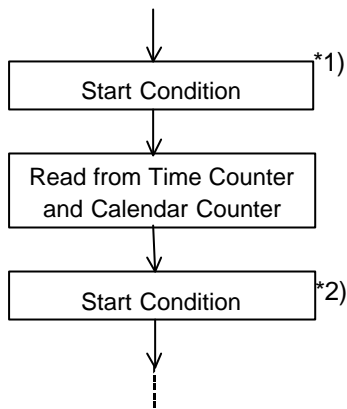 *1)
Start Condition
Read from Time Counter
and Calendar Counter
*2)
Start Condition